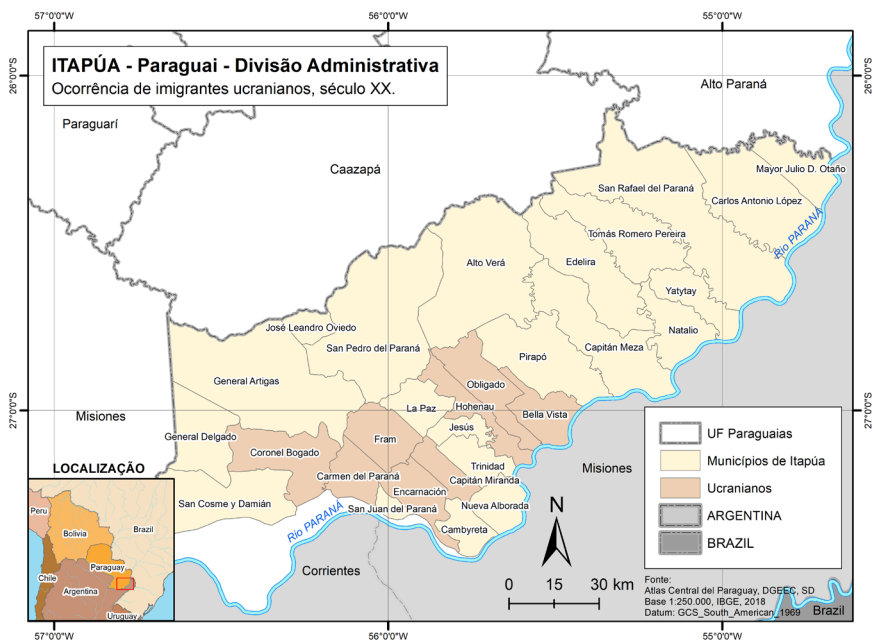 57°0'0"W 56°0'0"W 55°0'0"W
ITAPÚA - Paraguai - Divisão Administrativa
Ocorrência de imigrantes ucranianos, século XX.
26°0'0"S
26°0'0"S
Alto Paraná
Paraguarí
Caazapá
Mayor Julio D. Otaño
San Rafael del Paraná
Carlos Antonio López
Rio PARANÁ
Tomás Romero Pereira
Alto Verá
Edelira
Yatytay
Natalio
José Leandro Oviedo
San Pedro del Paraná
Capitán Meza
Pirapó
General Artigas
Obligado
La Paz
Hohenau
Bella Vista
27°0'0"S
27°0'0"S
Misiones
Jesús
General Delgado
Fram
Coronel Bogado
Trinidad
Misiones
Carmen del Paraná
Capitán Miranda
Encarnación
San Cosme y Damián
San Juan del Paraná
Nueva Alborada
Rio PARANÁ
Cambyreta
Corrientes
LOCALIZAÇÃO
Peru
Brazil
Bolivia
Paraguay
Chile
Argentina
Uruguay
N
0 15 30 km
UF Paraguaias
Municípios de Itapúa
Ucranianos
ARGENTINA
BRAZIL
Fonte:
Atlas Central del Paraguay, DGEEC, SD
Base 1:250.000, IBGE, 2018
Datum: GCS_South_American_1969
Brazil
57°0'0"W 56°0'0"W 55°0'0"W